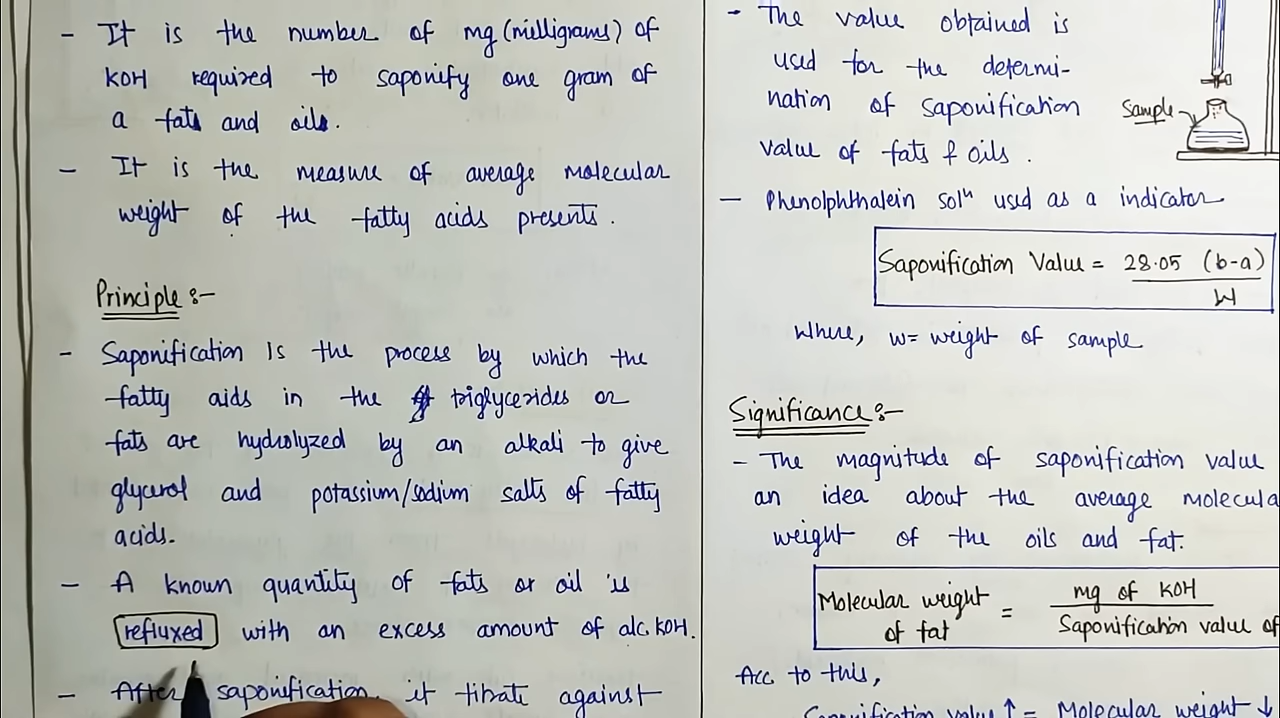 - It is the number of mg (milligrams) of
KOH required to saponify one gram of
a fats and oils.
- It is the measure of average molecular
weight of the fatty acids presents.
Principle :-
- Saponification is the process by which the
fatty aids in the triglycerides or
fats are hydrolyzed by an alkali to give
glycerol and potassium/sodium salts of fatty
acids.
- A known quantity of fats or oil is
refluxed with an excess amount of alc. KOH.
- After saponification, it titrate against
- The value obtained is
used for the determi-
nation of saponification
value of fats & oils.
Sample
- Phenolphthalein solⁿ used as a indicator
Saponification Value = 28.05 (b-a)
W
Where, w = weight of sample
Significance :-
- The magnitude of saponification value
an idea about the average molecula
weight of the oils and fat.
Molecular weight of fat = mg of KOH
Saponification value of
Acc to this,
Saponification value ↑ = Molecular weight ↓